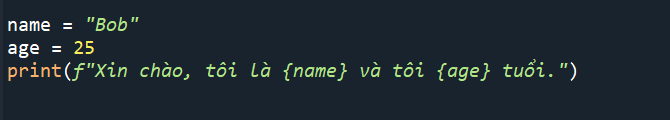 name = "Bob"
age = 25
print(f"Xin chào, tôi là {name} và tôi {age} tuổi.")